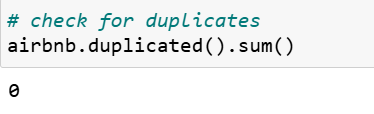 # check for duplicates
airbnb.duplicated().sum()
0